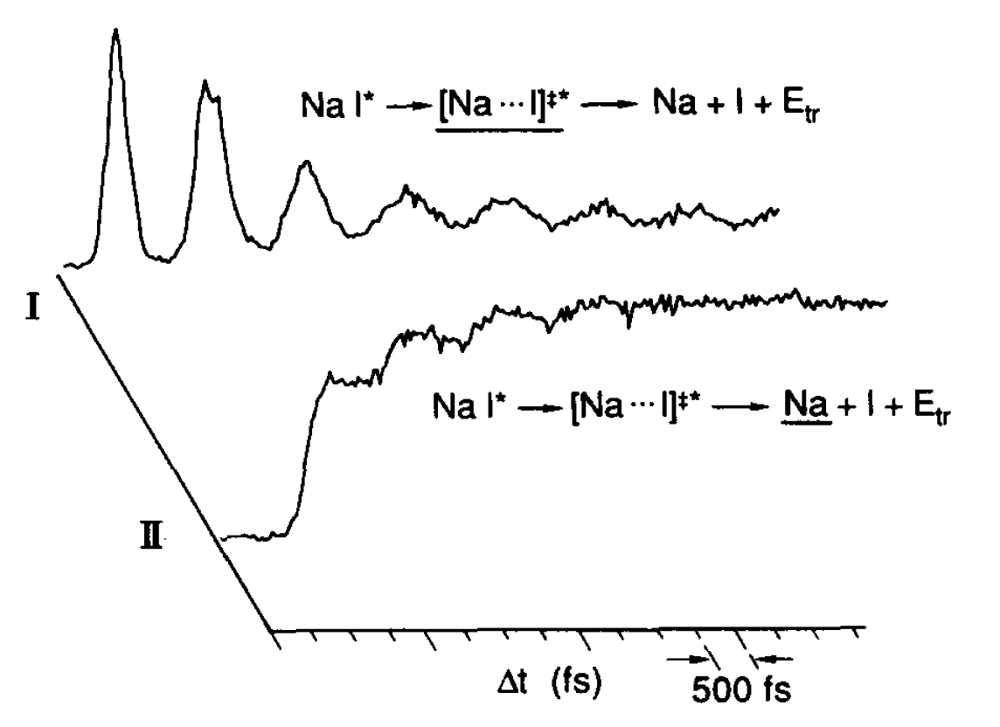 Na I* → [Na ··· I]‡* → Na + I + Etr
I
Na I* → [Na ··· I]‡* → Na + I + Etr
II
Δt (fs)
500 fs